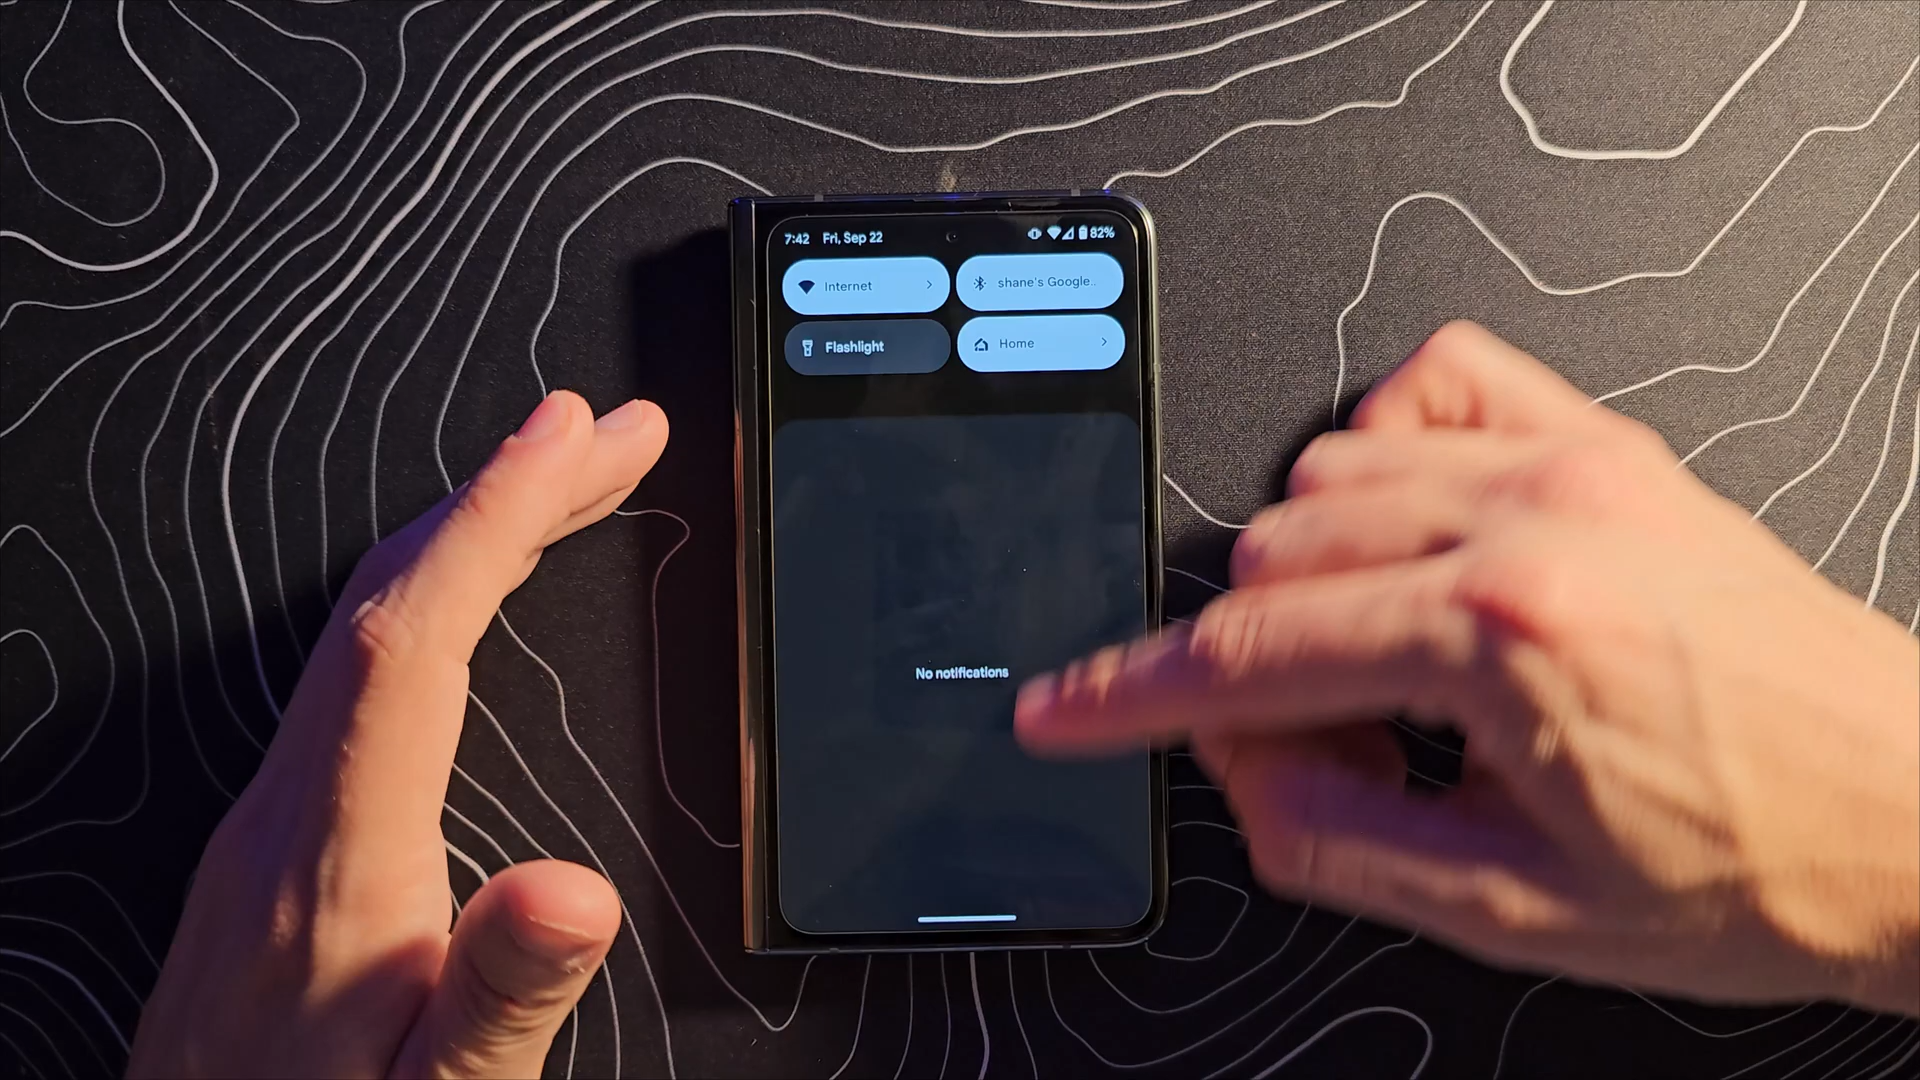 7:42 Fri, Sep 22 82%
Internet
shane's Google..
Flashlight
Home
No notifications